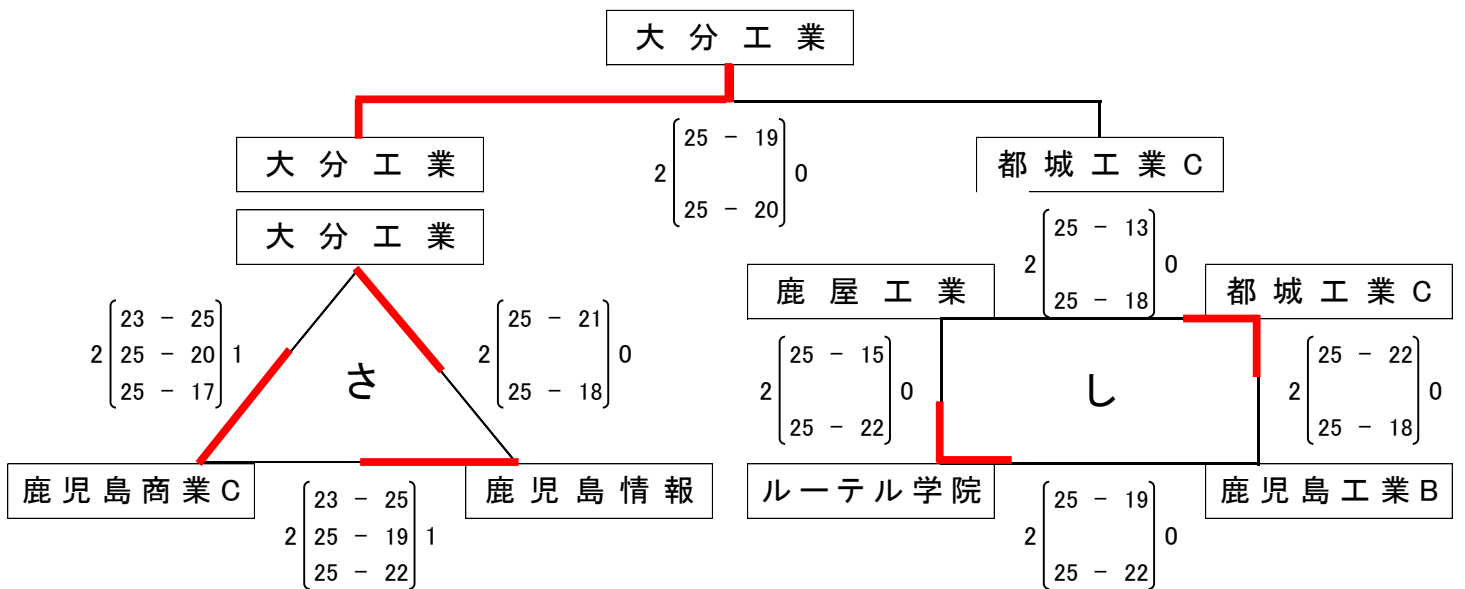 大分工業
大分工業
2 25 － 19 0
25 － 20
都城工業C
大分工業
2 23 － 25 1
25 － 20
25 － 17
さ
2 25 － 21 0
25 － 18
鹿児島商業C
2 23 － 25 1
25 － 19
25 － 22
鹿児島情報
鹿屋工業
2 25 － 13 0
25 － 18
都城工業C
2 25 － 15 0
25 － 22
し
2 25 － 22 0
25 － 18
ルーテル学院
2 25 － 19 0
25 － 22
鹿児島工業B